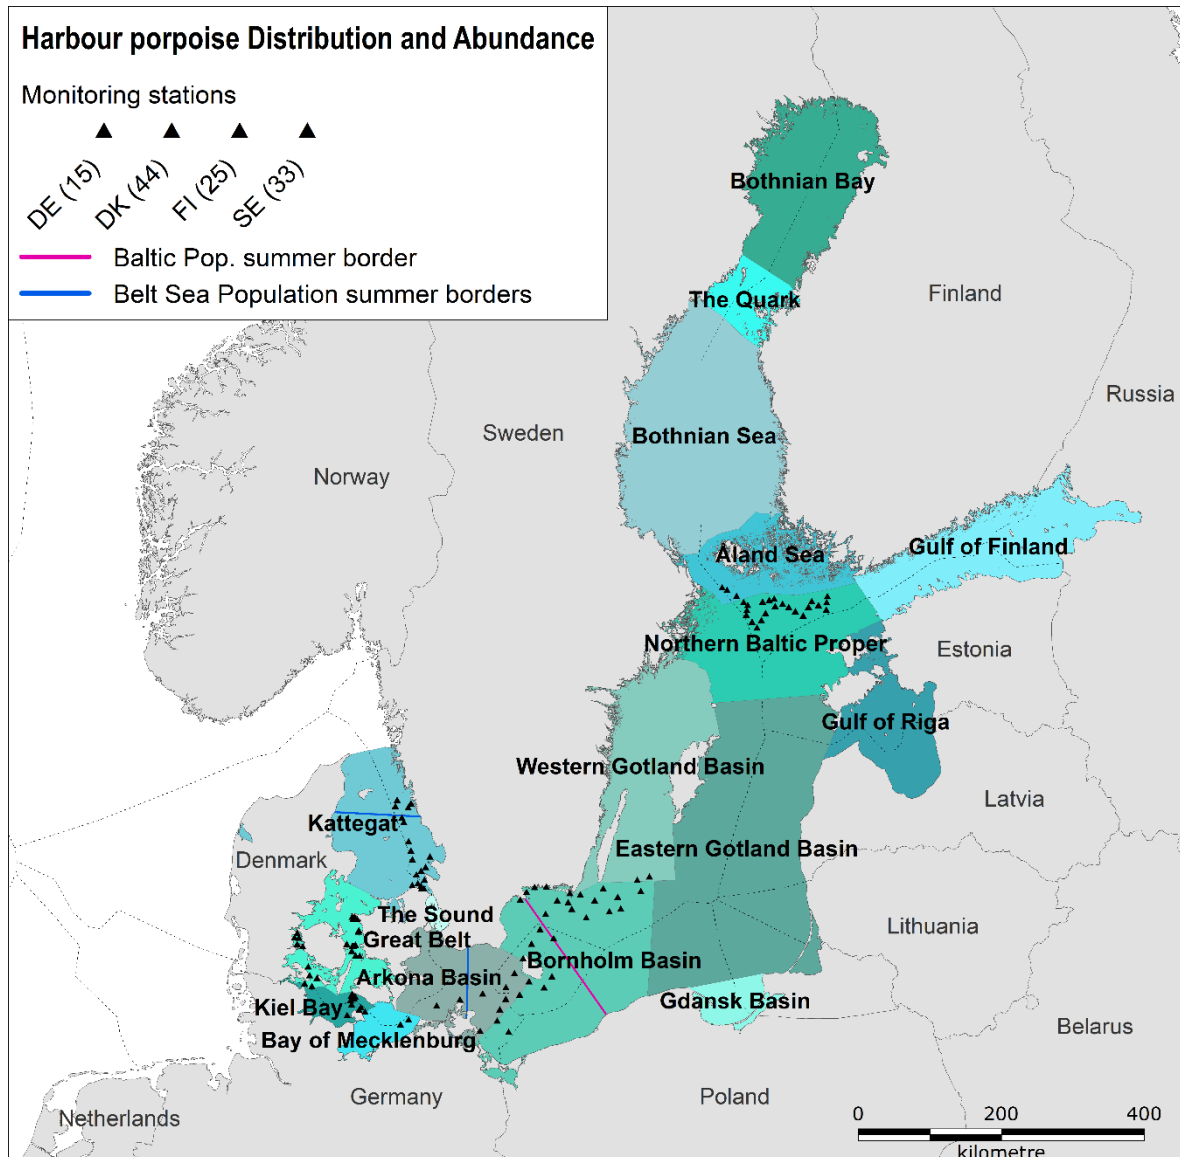 Harbour porpoise Distribution and Abundance
Monitoring stations
DE (15)
DK (44)
FI (25)
SE (33)
Baltic Pop. summer border
Belt Sea Population summer borders
Bothnian Bay
The Quark
Finland
Russia
Sweden
Bothnian Sea
Norway
Åland Sea
Gulf of Finland
Northern Baltic Proper
Estonia
Gulf of Riga
Western Gotland Basin
Latvia
Kattegat
Denmark
Eastern Gotland Basin
The Sound
Lithuania
Great Belt
Arkona Basin
Bornholm Basin
Kiel Bay
Gdansk Basin
Bay of Mecklenburg
Belarus
Germany
Poland
Netherlands
0 200 400
kilometre